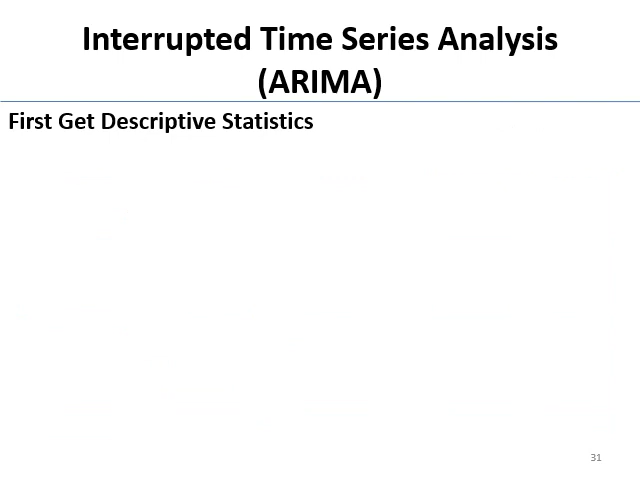 Interrupted Time Series Analysis
(ARIMA)
First Get Descriptive Statistics
31